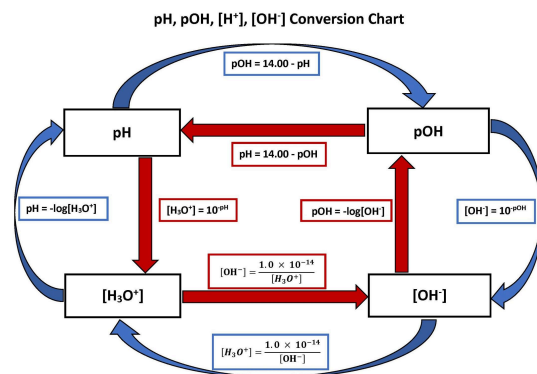 pH, pOH, [H⁺], [OH⁻] Conversion Chart
pOH = 14.00 - pH
pH
pOH
pH = 14.00 - pOH
pH = -log[H₃O⁺]
[H₃O⁺] = 10⁻ᵖᴴ
pOH = -log[OH⁻]
[OH⁻] = 10⁻ᵖᴼᴴ
[OH⁻] = 1.0 × 10⁻¹⁴ / [H₃O⁺]
[H₃O⁺]
[OH⁻]
[H₃O⁺] = 1.0 × 10⁻¹⁴ / [OH⁻]